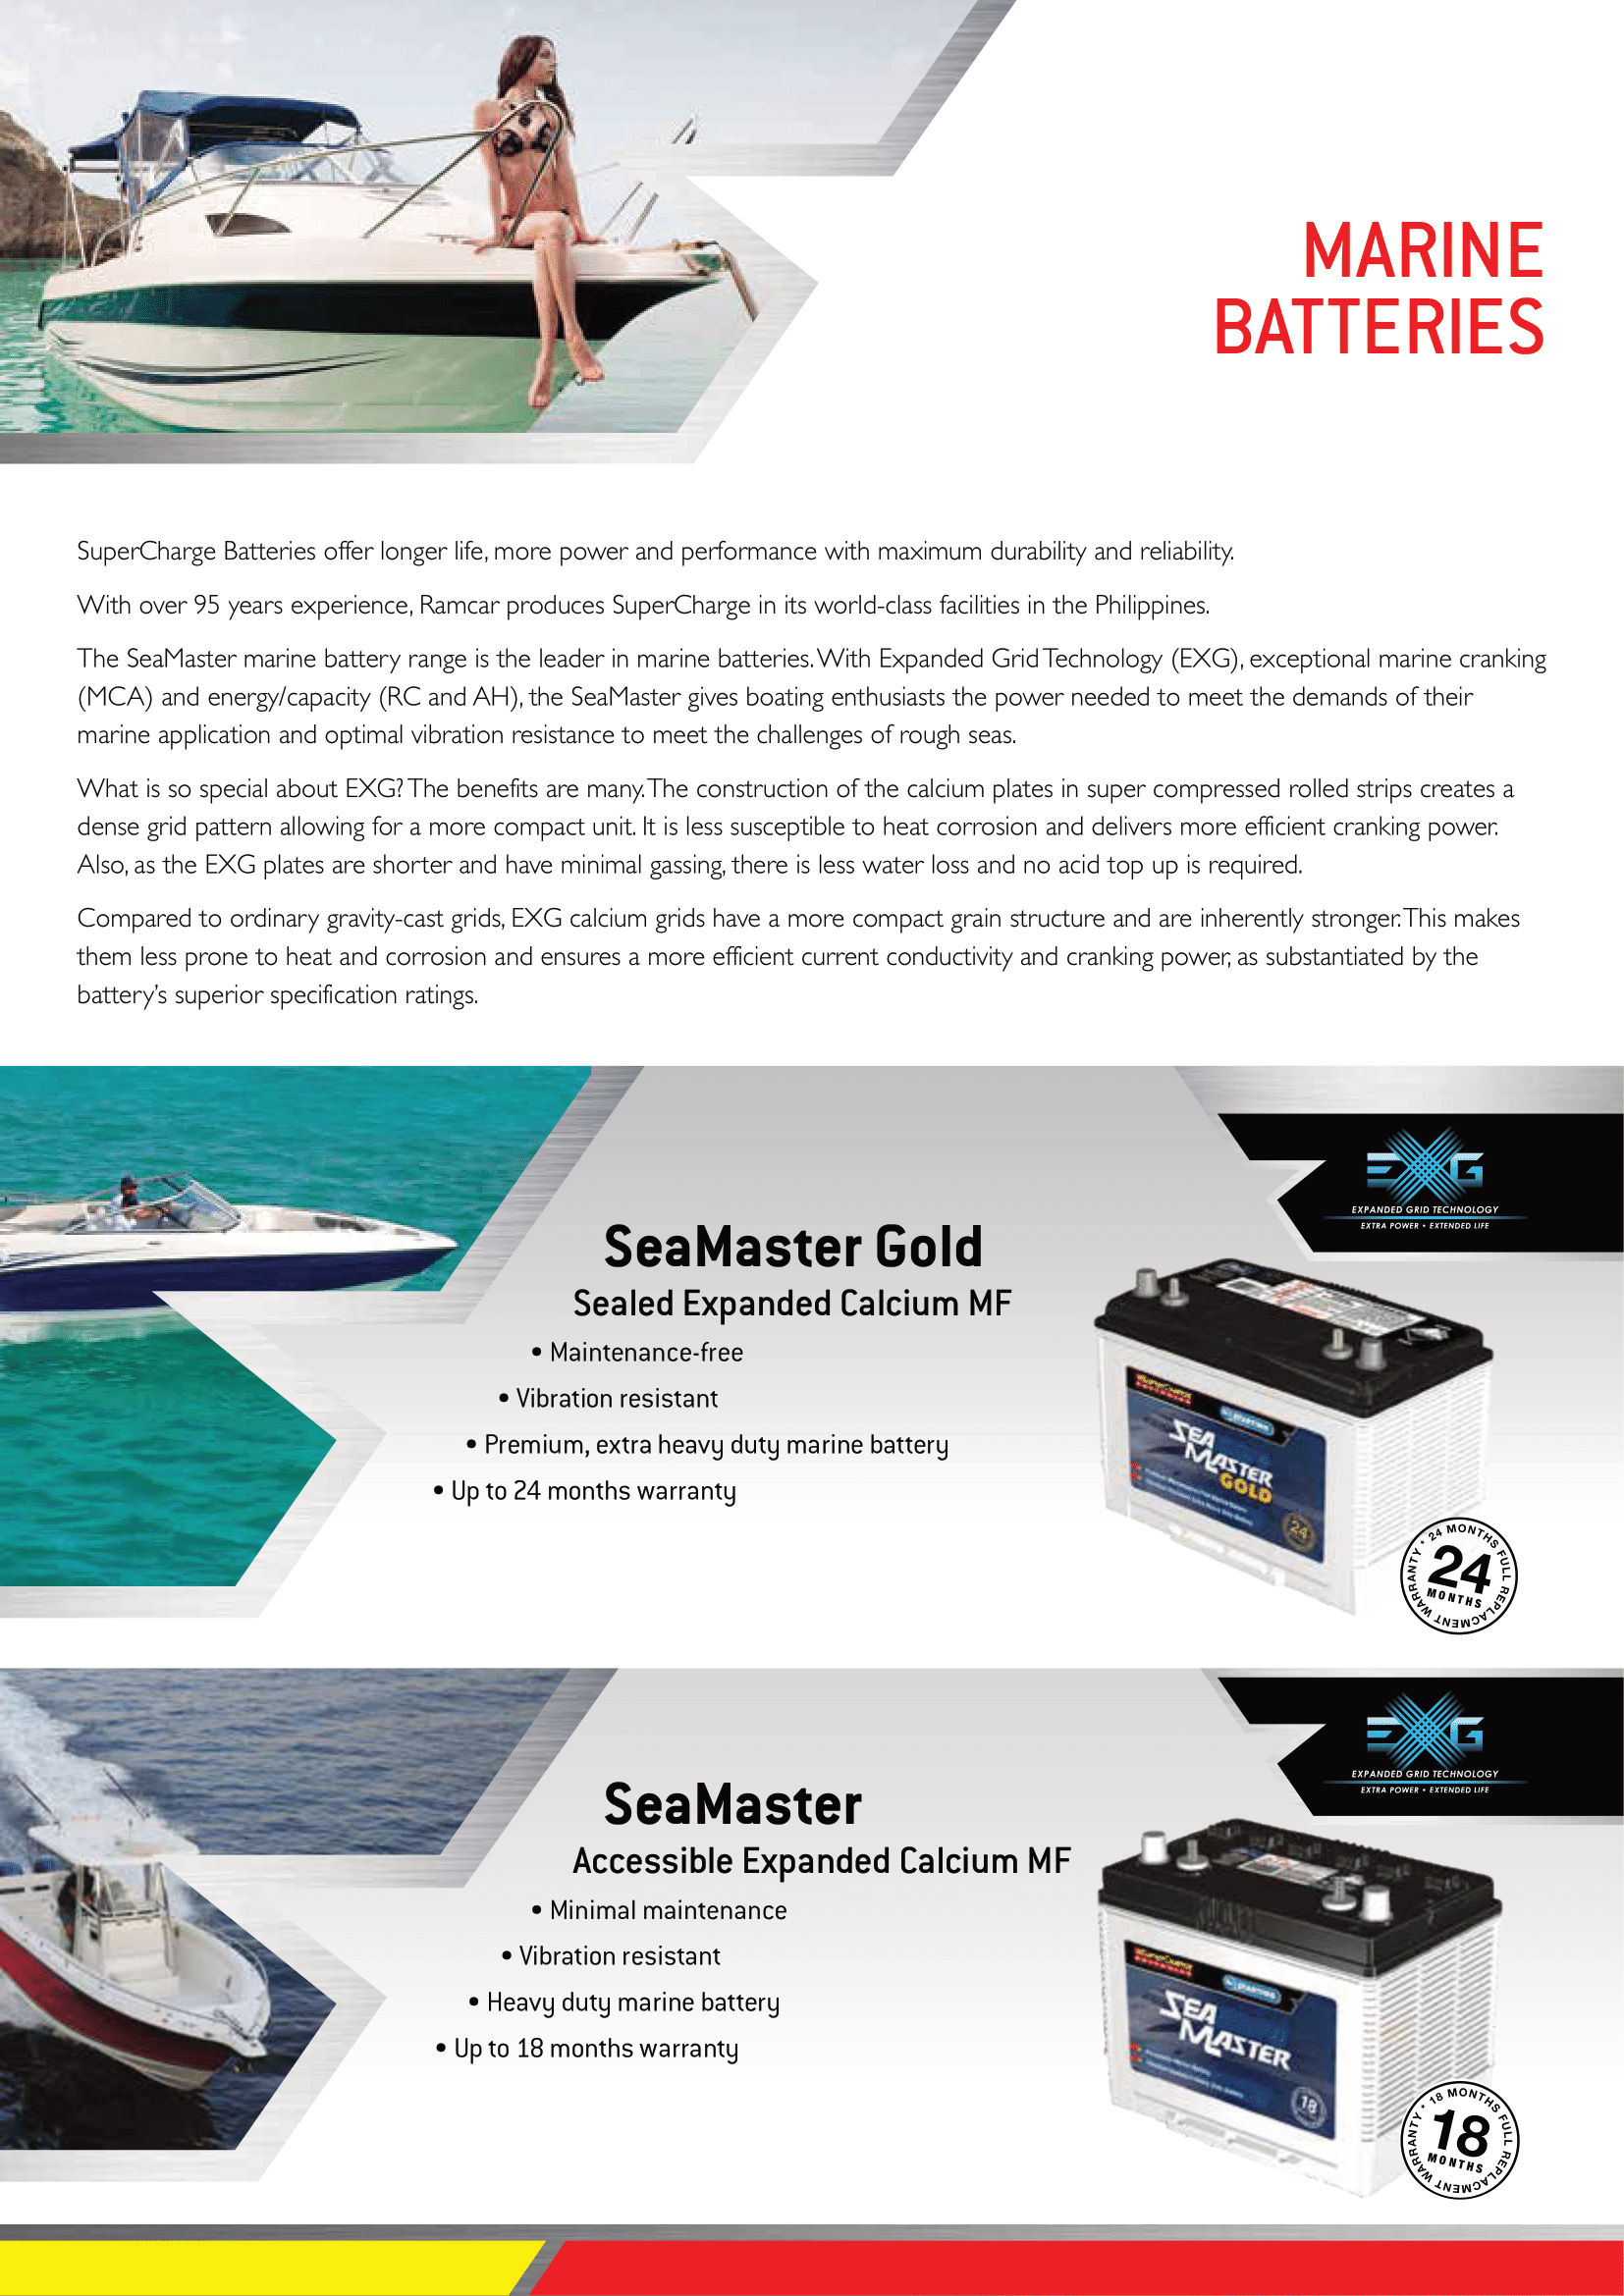 MARINE
BATTERIES
SuperCharge Batteries offer longer life, more power and performance with maximum durability and reliability.
With over 95 years experience, Ramcar produces SuperCharge in its world-class facilities in the Philippines.
The SeaMaster marine battery range is the leader in marine batteries. With Expanded Grid Technology (EXG), exceptional marine cranking
(MCA) and energy/capacity (RC and AH), the SeaMaster gives boating enthusiasts the power needed to meet the demands of their
marine application and optimal vibration resistance to meet the challenges of rough seas.
What is so special about EXG? The benefits are many. The construction of the calcium plates in super compressed rolled strips creates a
dense grid pattern allowing for a more compact unit. It is less susceptible to heat corrosion and delivers more efficient cranking power.
Also, as the EXG plates are shorter and have minimal gassing, there is less water loss and no acid top up is required.
Compared to ordinary gravity-cast grids, EXG calcium grids have a more compact grain structure and are inherently stronger. This makes
them less prone to heat and corrosion and ensures a more efficient current conductivity and cranking power, as substantiated by the
battery's superior specification ratings.
EXG
EXPANDED GRID TECHNOLOGY
EXTRA POWER • EXTENDED LIFE
SeaMaster Gold
Sealed Expanded Calcium MF
• Maintenance-free
• Vibration resistant
• Premium, extra heavy duty marine battery
• Up to 24 months warranty
SEA
MASTER
GOLD
24
24 MONTHS FULL REPLACMENT WARRANTY •
24
MONTHS
EXG
EXPANDED GRID TECHNOLOGY
EXTRA POWER • EXTENDED LIFE
SeaMaster
Accessible Expanded Calcium MF
• Minimal maintenance
• Vibration resistant
• Heavy duty marine battery
• Up to 18 months warranty
SEA
MASTER
18
18 MONTHS FULL REPLACMENT WARRANTY •
18
MONTHS